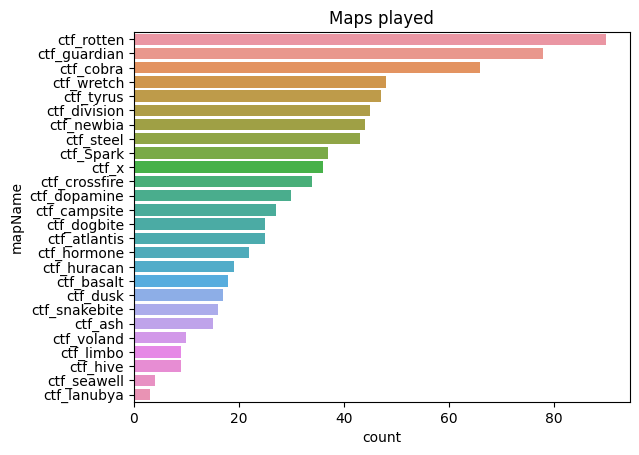 Maps played
mapName
ctf_rotten
ctf_guardian
ctf_cobra
ctf_wretch
ctf_tyrus
ctf_division
ctf_newbia
ctf_steel
ctf_Spark
ctf_x
ctf_crossfire
ctf_dopamine
ctf_campsite
ctf_dogbite
ctf_atlantis
ctf_hormone
ctf_huracan
ctf_basalt
ctf_dusk
ctf_snakebite
ctf_ash
ctf_voland
ctf_limbo
ctf_hive
ctf_seawell
ctf_lanubya
0 20 40 60 80
count